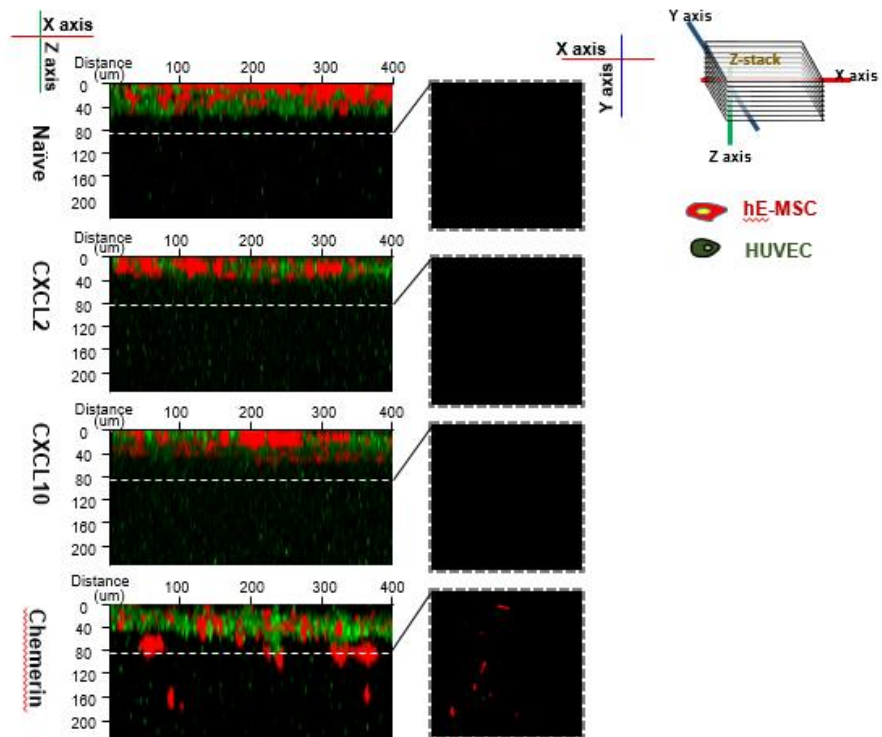 X axis
Z axis
Distance
(um)
100 200 300 400
0
40
80
120
160
200
Naïve
Distance
(um)
100 200 300 400
0
40
80
120
160
200
CXCL2
Distance
(um)
100 200 300 400
0
40
80
120
160
200
CXCL10
Distance
(um)
100 200 300 400
0
40
80
120
160
200
Chemerin
X axis
Y axis
Y axis
Z-stack
X axis
Z axis
hE-MSC
HUVEC